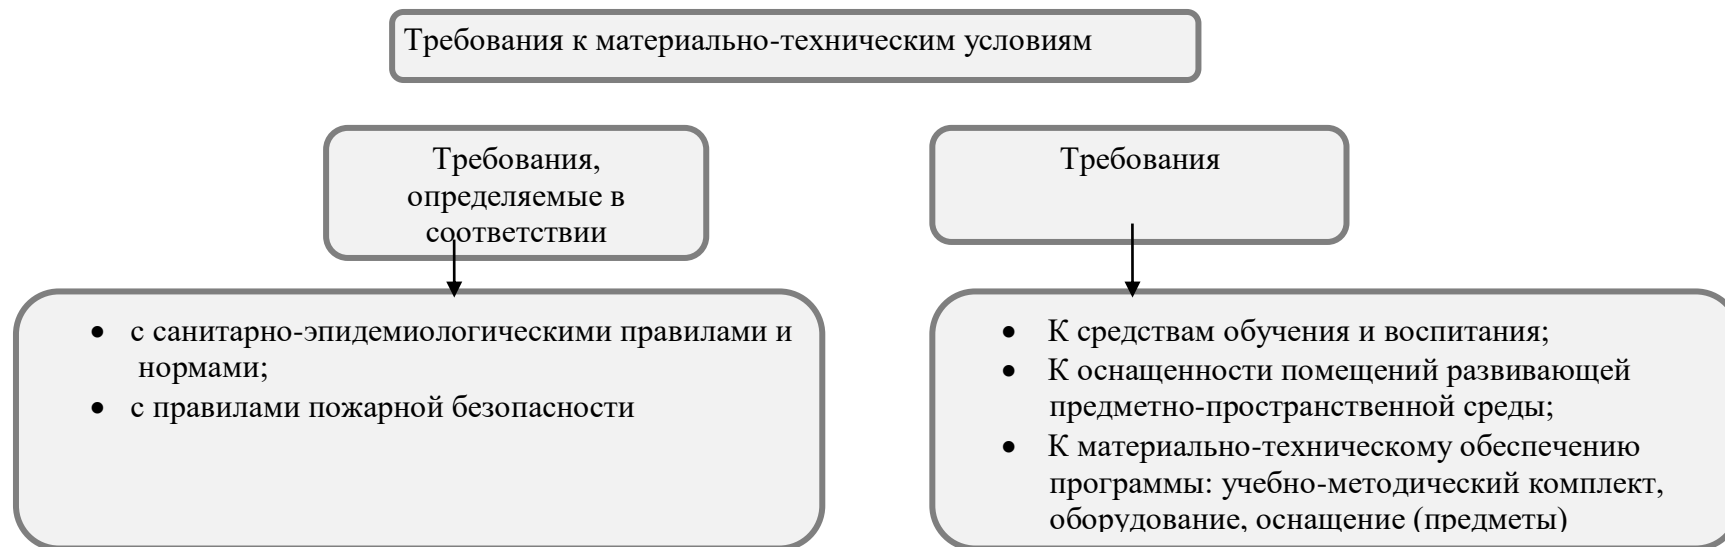 Требования к материально-техническим условиям
Требования,
определяемые в
соответствии
Требования
• с санитарно-эпидемиологическими правилами и
нормами;
• с правилами пожарной безопасности
• К средствам обучения и воспитания;
• К оснащенности помещений развивающей
предметно-пространственной среды;
• К материально-техническому обеспечению
программы: учебно-методический комплект,
оборудование, оснащение (предметы)